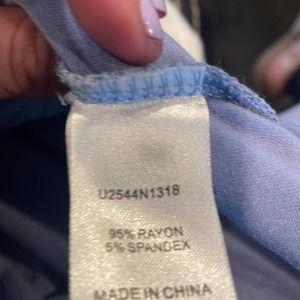 U2544N1318
95% RAYON
5% SPANDEX
MADE IN CHINA